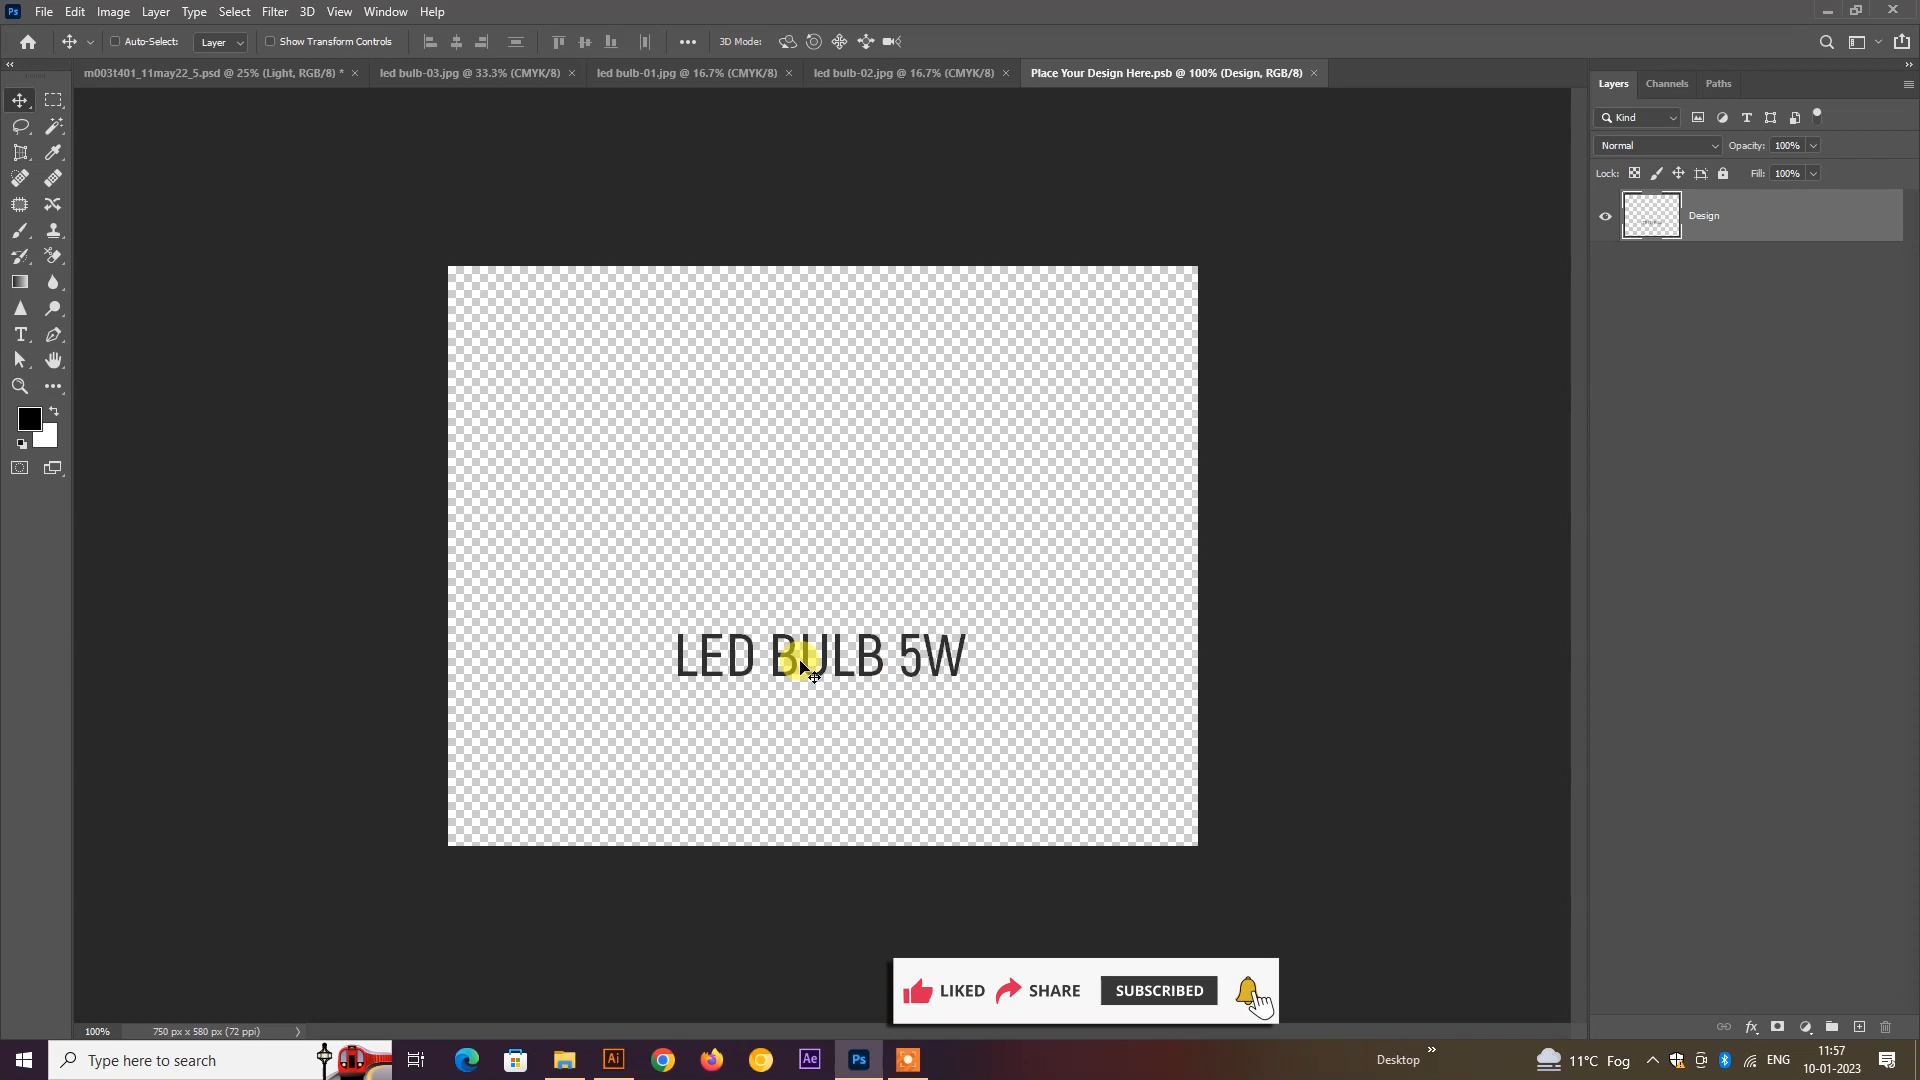 Ps File Edit Image Layer Type Select Filter 3D View Window Help
Auto-Select: Layer Show Transform Controls 3D Mode:
m003t401_11may22_5.psd @ 25% (Light, RGB/8) * led bulb-03.jpg @ 33.3% (CMYK/8) led bulb-01.jpg @ 16.7% (CMYK/8) led bulb-02.jpg @ 16.7% (CMYK/8) Place Your Design Here.psb @ 100% (Design, RGB/8)
Layers Channels Paths
Kind
Normal Opacity: 100%
Lock: Fill: 100%
Design
LED BULB 5W
LIKED SHARE SUBSCRIBED
100% 750 px x 580 px (72 ppi)
Type here to search Ai Ae Ps Desktop 11°C Fog ENG 11:57
10-01-2023